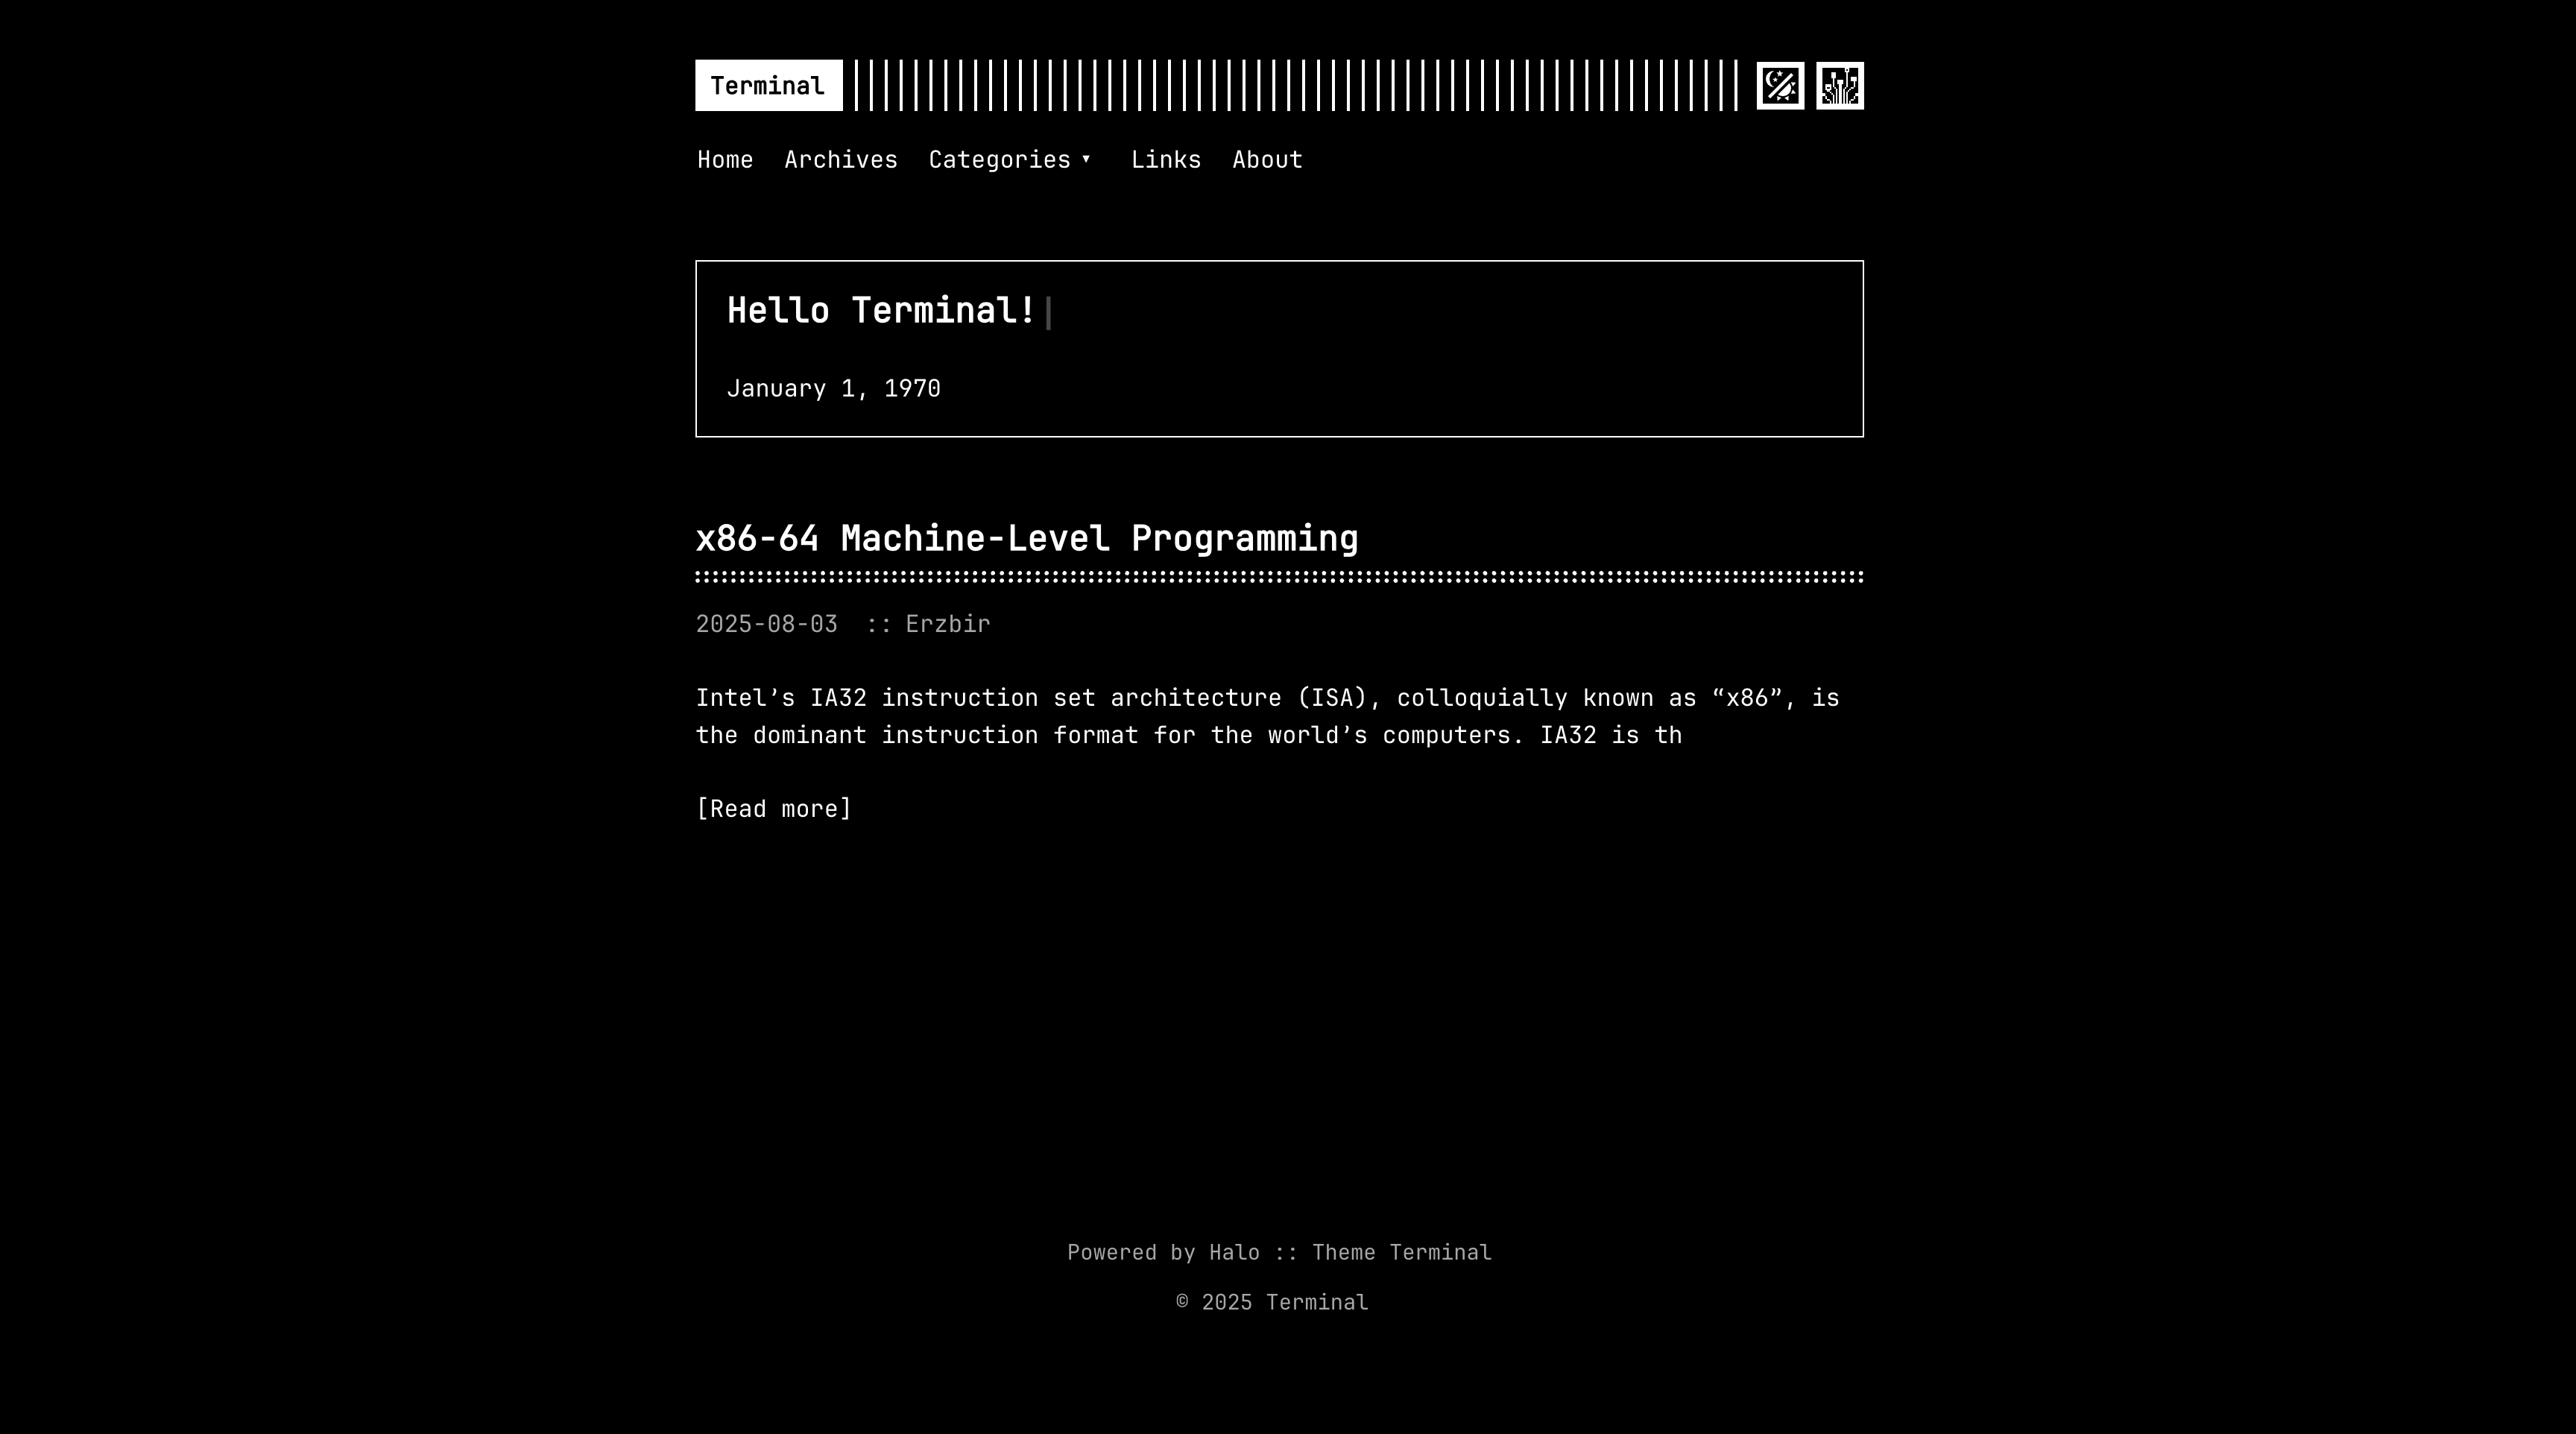 Terminal
Home Archives Categories ▾ Links About
Hello Terminal!|
January 1, 1970
x86-64 Machine-Level Programming
2025-08-03 :: Erzbir
Intel’s IA32 instruction set architecture (ISA), colloquially known as “x86”, is
the dominant instruction format for the world’s computers. IA32 is th
[Read more]
Powered by Halo :: Theme Terminal
© 2025 Terminal